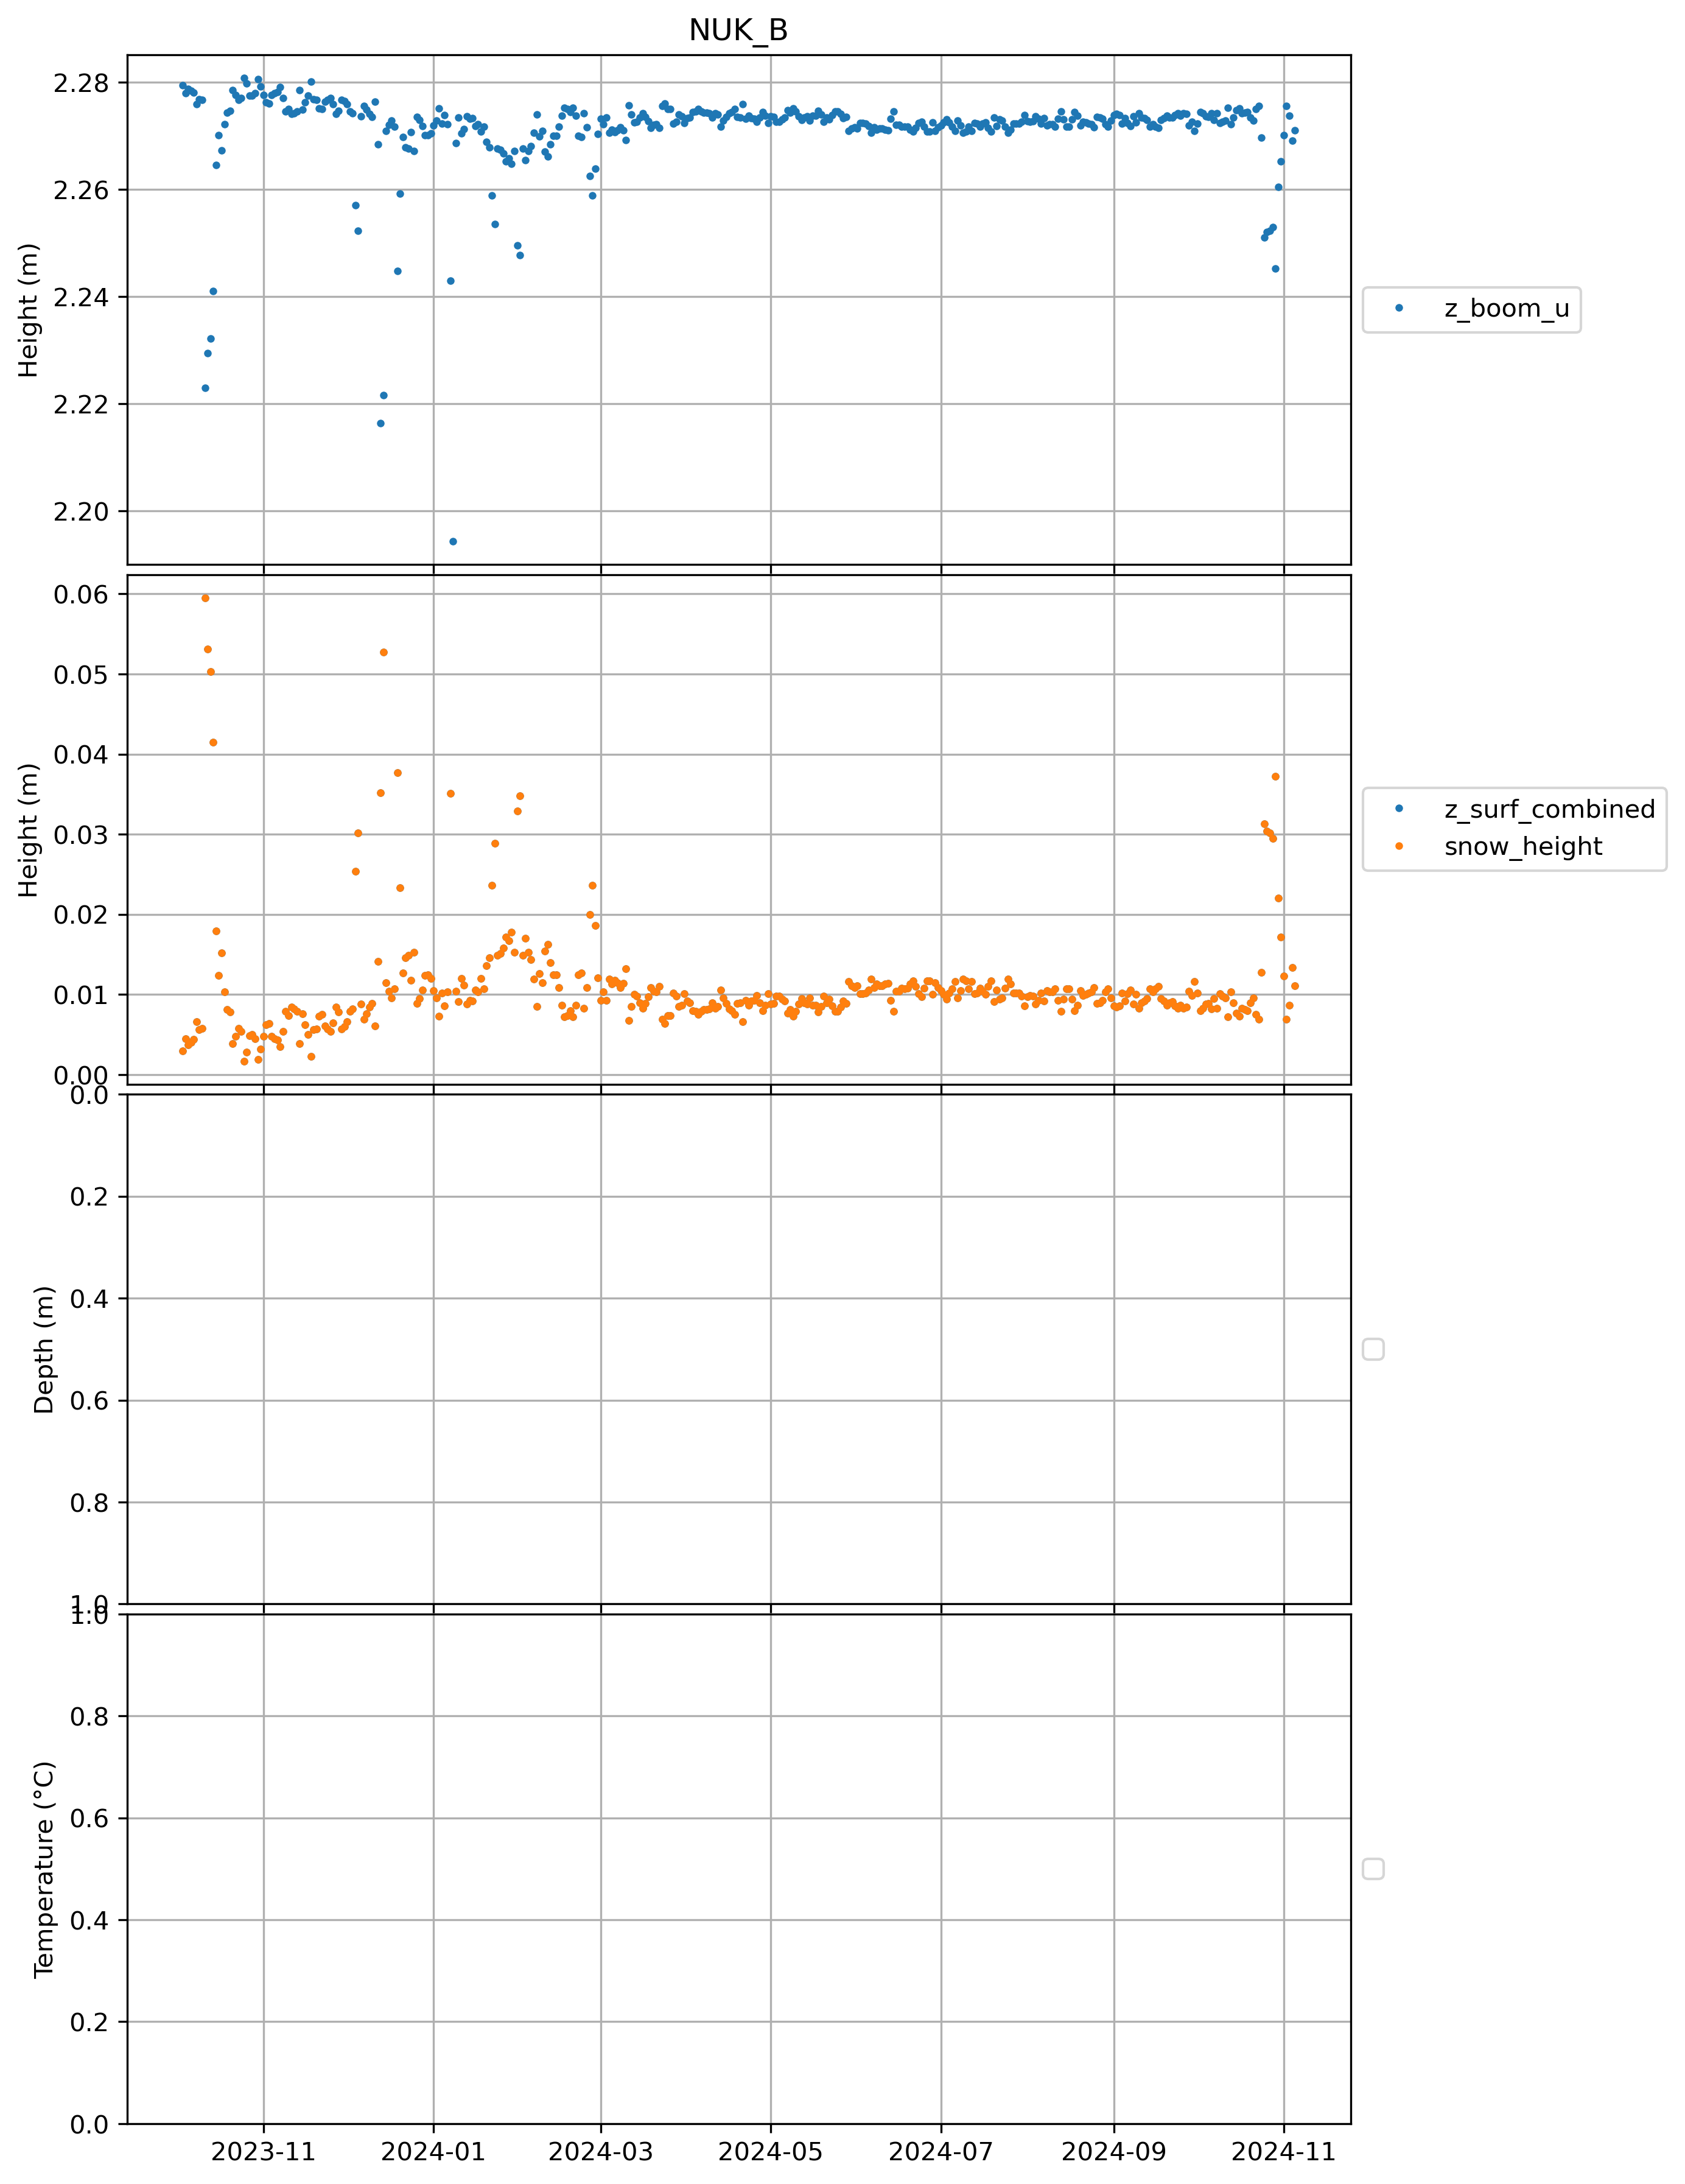 NUK_B
2.28
2.26
2.24
2.22
2.20
Height (m)
z_boom_u
0.06
0.05
0.04
0.03
0.02
0.01
0.00
Height (m)
z_surf_combined
snow_height
0.0
0.2
0.4
0.6
0.8
1.0
Depth (m)
1.0
0.8
0.6
0.4
0.2
0.0
Temperature (°C)
2023-11 2024-01 2024-03 2024-05 2024-07 2024-09 2024-11